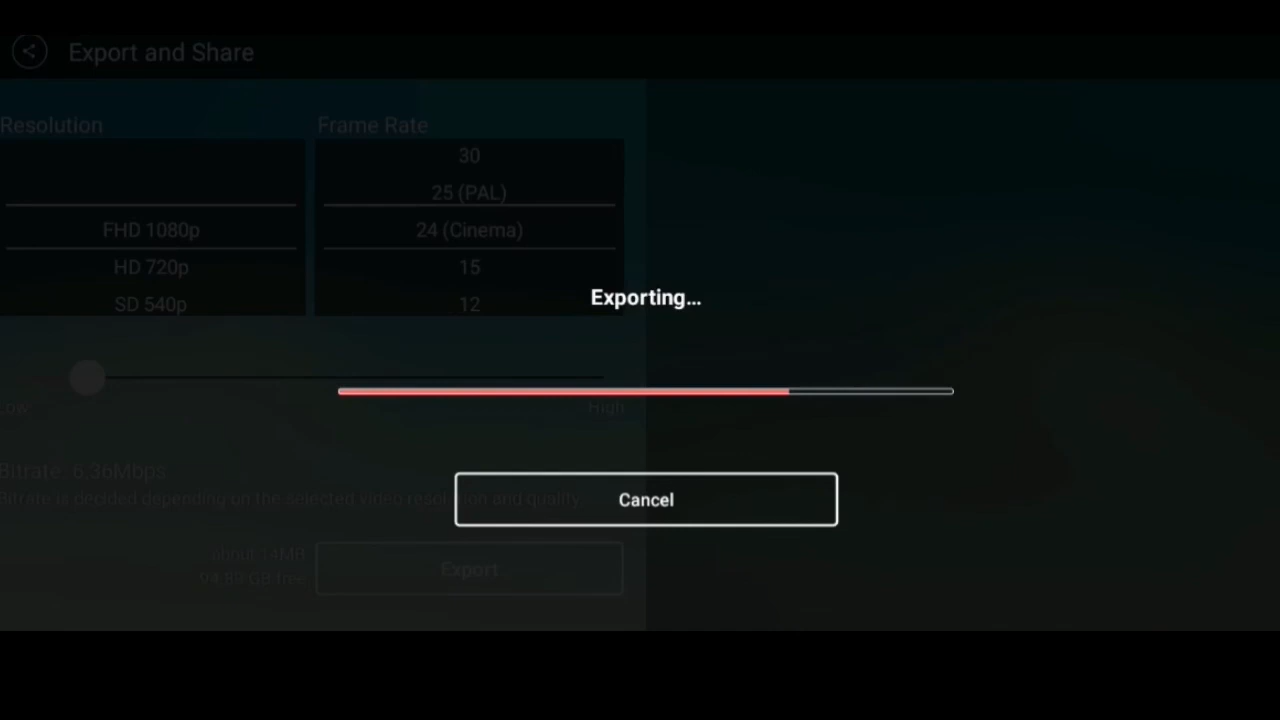 Export and Share
Resolution
Frame Rate
30
25 (PAL)
FHD 1080p
24 (Cinema)
HD 720p
15
SD 540p
12
Exporting...
Low
High
Bitrate: 6.36Mbps
Bitrate is decided depending on the selected video resolution and quality.
Cancel
about 14MB
94.89 GB free
Export